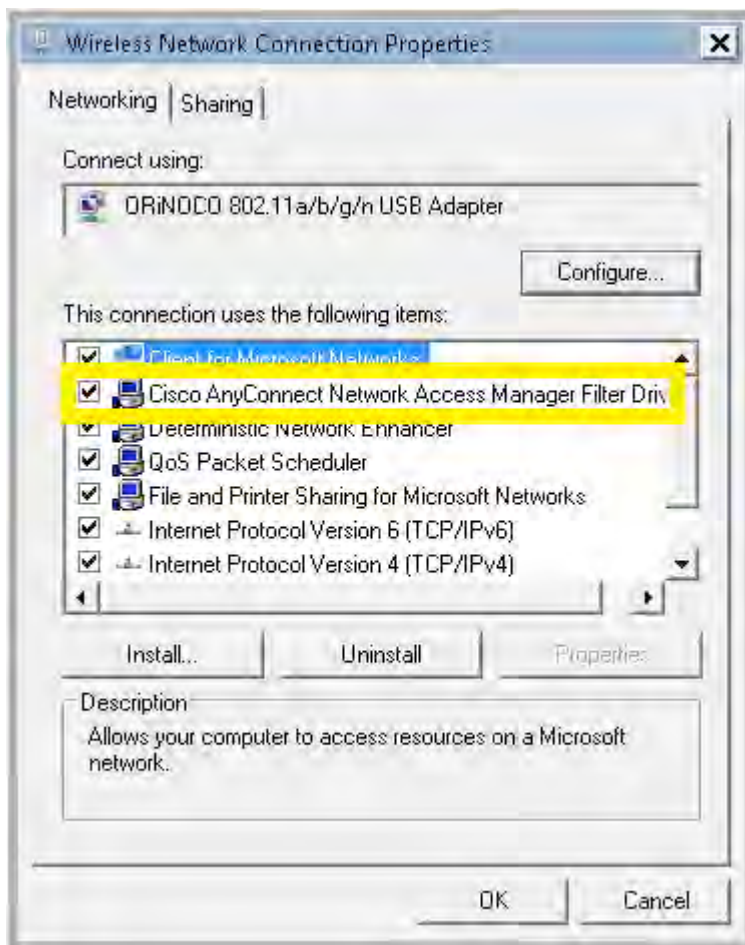 Wireless Network Connection Properties
Networking
Sharing
Connect using:
ORiNOCO 802.11a/b/g/n USB Adapter
Configure...
This connection uses the following items:
Client for Microsoft Networks
Cisco AnyConnect Network Access Manager Filter Driv
Deterministic Network Enhancer
QoS Packet Scheduler
File and Printer Sharing for Microsoft Networks
Internet Protocol Version 6 (TCP/IPv6)
Internet Protocol Version 4 (TCP/IPv4)
Install...
Uninstall
Properties
Description
Allows your computer to access resources on a Microsoft
network.
OK
Cancel